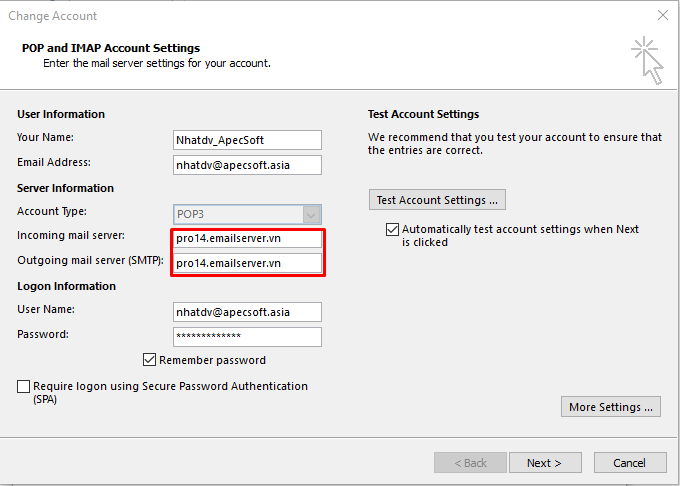 Change Account
POP and IMAP Account Settings
Enter the mail server settings for your account.
User Information
Your Name: Nhatdv_ApecSoft
Email Address: nhatdv@apecsoft.asia
Server Information
Account Type: POP3
Incoming mail server: pro14.emailserver.vn
Outgoing mail server (SMTP): pro14.emailserver.vn
Logon Information
User Name: nhatdv@apecsoft.asia
Password: *************
Remember password
Require logon using Secure Password Authentication
(SPA)
Test Account Settings
We recommend that you test your account to ensure that
the entries are correct.
Test Account Settings ...
Automatically test account settings when Next
is clicked
More Settings ...
< Back
Next >
Cancel